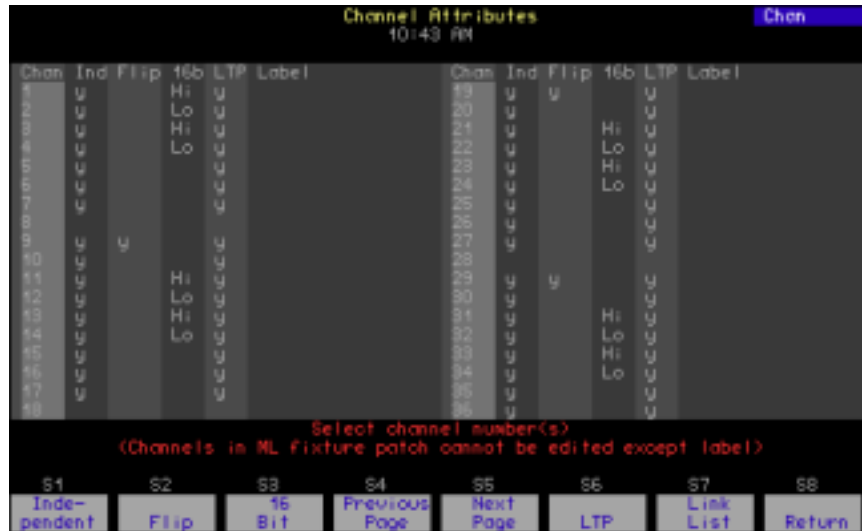 Channel Attributes Chan
10:43 AM
Chan Ind Flip 16b LTP Label Chan Ind Flip 16b LTP Label
1 y Hi y 19 y y y
2 y Lo y 20 y y
3 y Hi y 21 y Hi y
4 y Lo y 22 y Lo y
5 y y 23 y Hi y
6 y y 24 y Lo y
7 y y 25 y y
8 26 y y
9 y y y 27 y y
10 y y 28
11 y Hi y 29 y y y
12 y Lo y 30 y y
13 y Hi y 31 y Hi y
14 y Lo y 32 y Lo y
15 y y 33 y Hi y
16 y y 34 y Lo y
17 y y 35 y y
18 36 y y
Select channel number(s)
(Channels in ML fixture patch cannot be edited except label)
S1 S2 S3 S4 S5 S6 S7 S8
Inde- 16 Previous Next Link
pendent Flip Bit Page Page LTP List Return